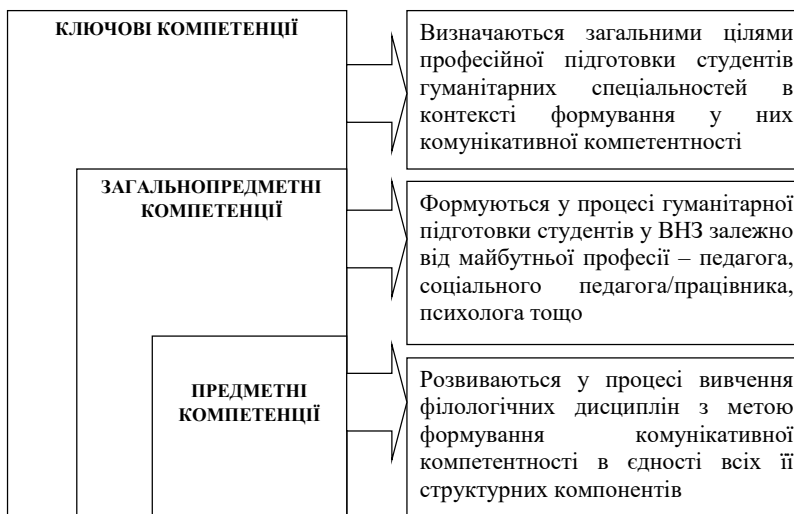 КЛЮЧОВІ КОМПЕТЕНЦІЇ
Визначаються загальними цілями
професійної підготовки студентів
гуманітарних спеціальностей в
контексті формування у них
комунікативної компетентності
ЗАГАЛЬНОПРЕДМЕТНІ
КОМПЕТЕНЦІЇ
Формуються у процесі гуманітарної
підготовки студентів у ВНЗ залежно
від майбутньої професії – педагога,
соціального педагога/працівника,
психолога тощо
ПРЕДМЕТНІ
КОМПЕТЕНЦІЇ
Розвиваються у процесі вивчення
філологічних дисциплін з метою
формування комунікативної
компетентності в єдності всіх її
структурних компонентів